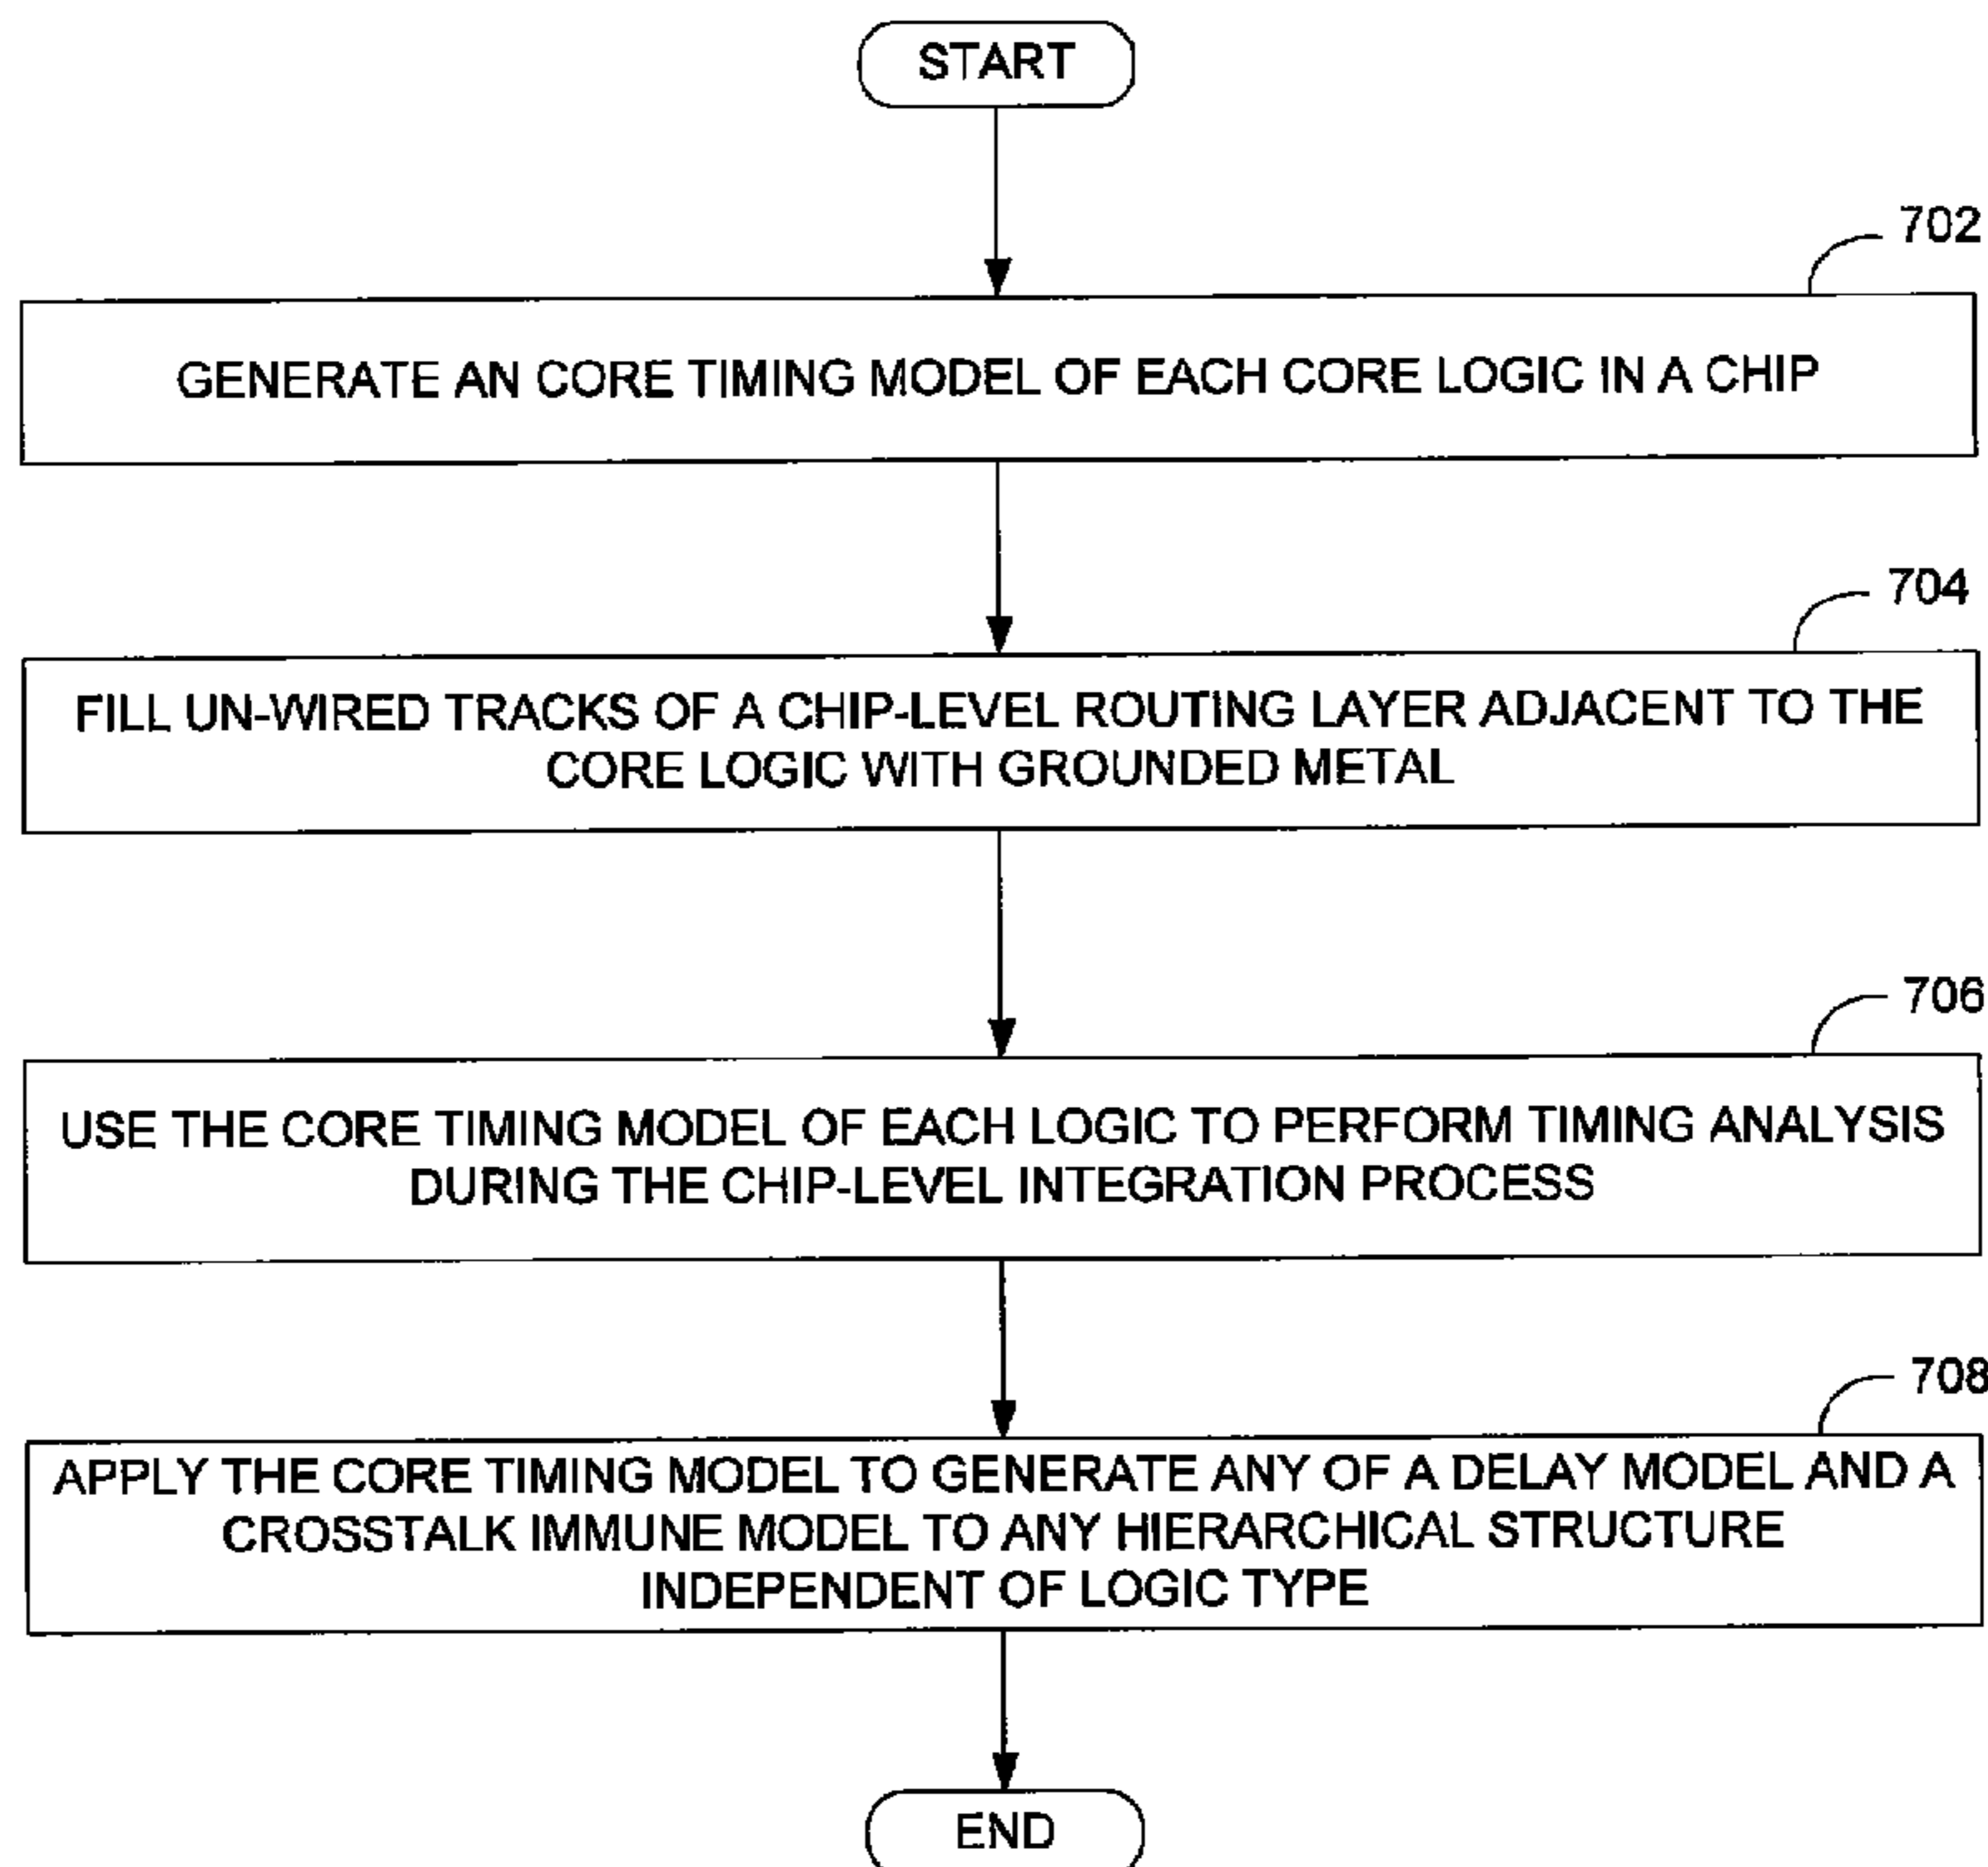 START
702
GENERATE AN CORE TIMING MODEL OF EACH CORE LOGIC IN A CHIP
704
FILL UN-WIRED TRACKS OF A CHIP-LEVEL ROUTING LAYER ADJACENT TO THE
CORE LOGIC WITH GROUNDED METAL
706
USE THE CORE TIMING MODEL OF EACH LOGIC TO PERFORM TIMING ANALYSIS
DURING THE CHIP-LEVEL INTEGRATION PROCESS
708
APPLY THE CORE TIMING MODEL TO GENERATE ANY OF A DELAY MODEL AND A
CROSSTALK IMMUNE MODEL TO ANY HIERARCHICAL STRUCTURE
INDEPENDENT OF LOGIC TYPE
END